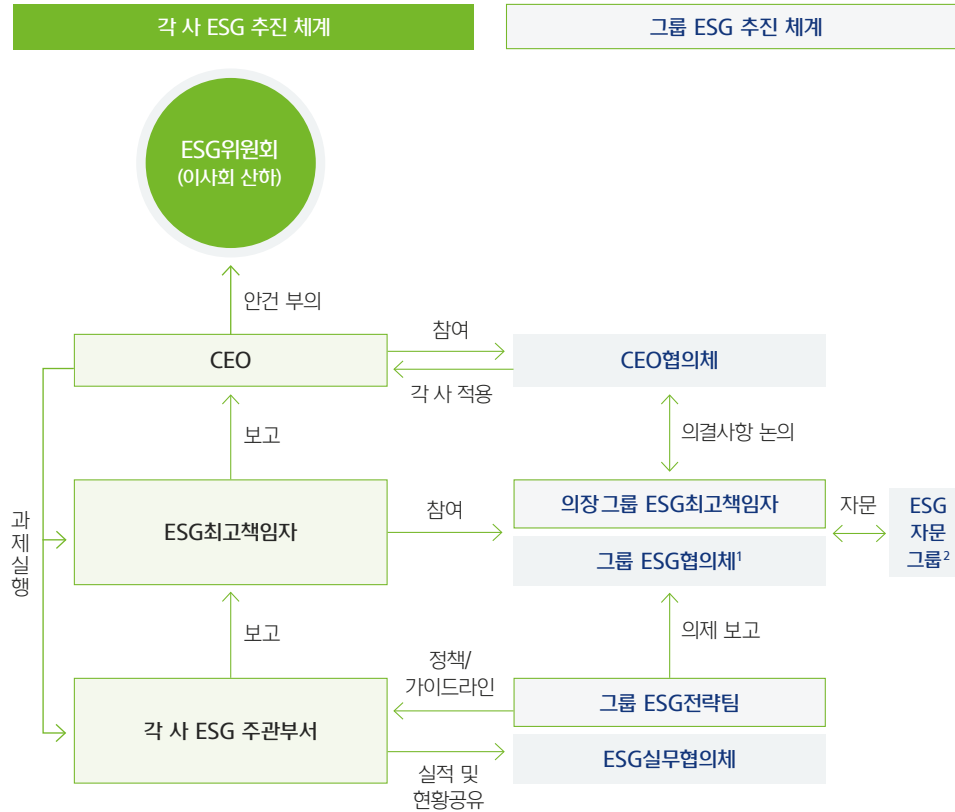 각 사 ESG 추진 체계
그룹 ESG 추진 체계
ESG위원회
(이사회 산하)
안건 부의
CEO
참여
각 사 적용
CEO협의체
보고
의결사항 논의
과제실행
ESG최고책임자
참여
의장그룹 ESG최고책임자
그룹 ESG협의체1
자문
ESG
자문
그룹2
보고
의제 보고
정책/
가이드라인
각 사 ESG 주관부서
그룹 ESG전략팀
ESG실무협의체
실적 및
현황공유